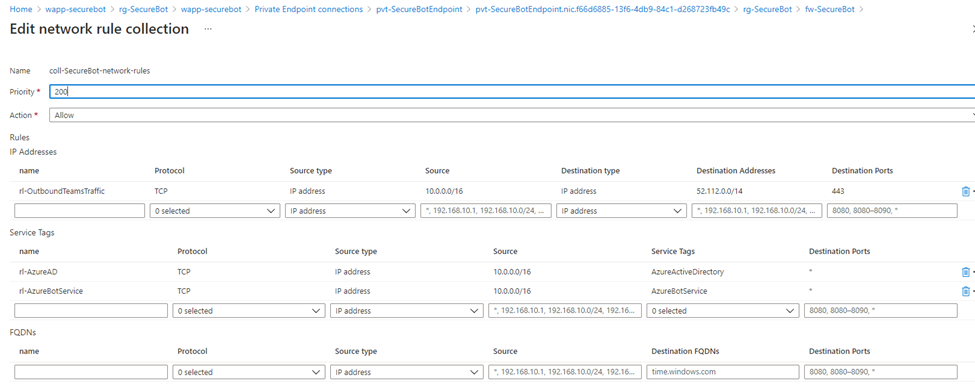 Home > wapp-securebot > rg-SecureBot > wapp-securebot > Private Endpoint connections > pvt-SecureBotEndpoint > pvt-SecureBotEndpoint.nic.f66d6885-13f6-4db9-84c1-d268723fb49c > rg-SecureBot > fw-SecureBot >
Edit network rule collection ...
Name coll-SecureBot-network-rules
Priority * 200
Action * Allow
Rules
IP Addresses
name Protocol Source type Source Destination type Destination Addresses Destination Ports
rl-OutboundTeamsTraffic TCP IP address 10.0.0.0/16 IP address 52.112.0.0/14 443
0 selected IP address *, 192.168.10.1, 192.168.10.0/24, ... IP address *, 192.168.10.1, 192.168.10.0/24, ... 8080, 8080-8090, *
Service Tags
name Protocol Source type Source Service Tags Destination Ports
rl-AzureAD TCP IP address 10.0.0.0/16 AzureActiveDirectory *
rl-AzureBotService TCP IP address 10.0.0.0/16 AzureBotService *
0 selected IP address *, 192.168.10.1, 192.168.10.0/24, 192.16... 0 selected 8080, 8080-8090, *
FQDNs
name Protocol Source type Source Destination FQDNs Destination Ports
0 selected IP address *, 192.168.10.1, 192.168.10.0/24, 192.16... time.windows.com 8080, 8080-8090, *